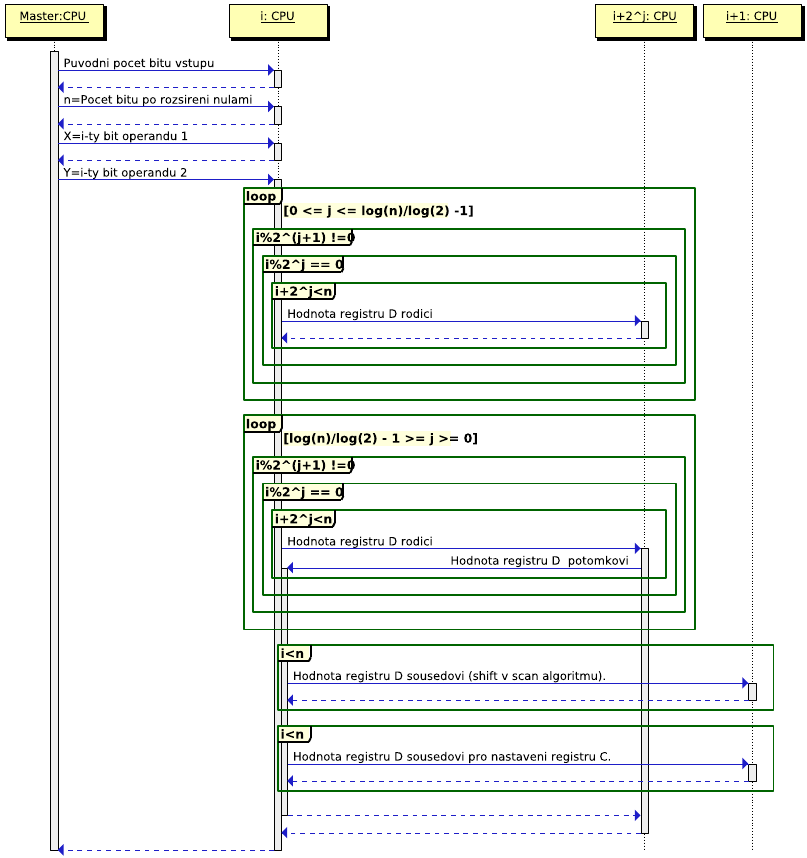 Master:CPU
i: CPU
i+2^j: CPU
i+1: CPU
Puvodni pocet bitu vstupu
n=Pocet bitu po rozsireni nulami
X=i-ty bit operandu 1
Y=i-ty bit operandu 2
loop
[0 <= j <= log(n)/log(2) -1]
i%2^(j+1) !=0
i%2^j == 0
i+2^j<n
Hodnota registru D rodici
loop
[log(n)/log(2) - 1 >= j >= 0]
i%2^(j+1) !=0
i%2^j == 0
i+2^j<n
Hodnota registru D rodici
Hodnota registru D potomkovi
i<n
Hodnota registru D sousedovi (shift v scan algoritmu).
i<n
Hodnota registru D sousedovi pro nastaveni registru C.